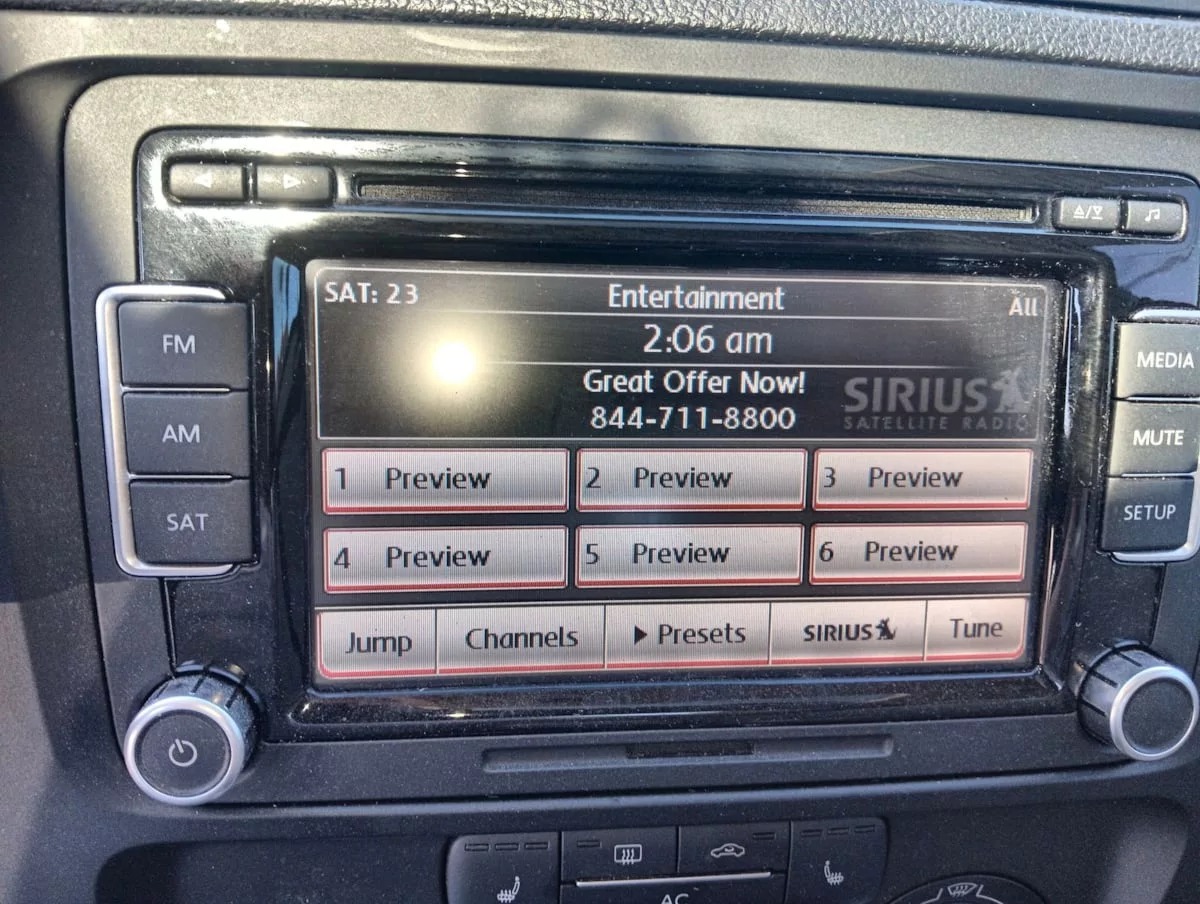 SAT: 23 Entertainment All
2:06 am
Great Offer Now!
844-711-8800
SIRIUS
SATELLITE RADIO
FM
AM
SAT
MEDIA
MUTE
SETUP
1 Preview 2 Preview 3 Preview
4 Preview 5 Preview 6 Preview
Jump Channels Presets SIRIUS Tune
AC